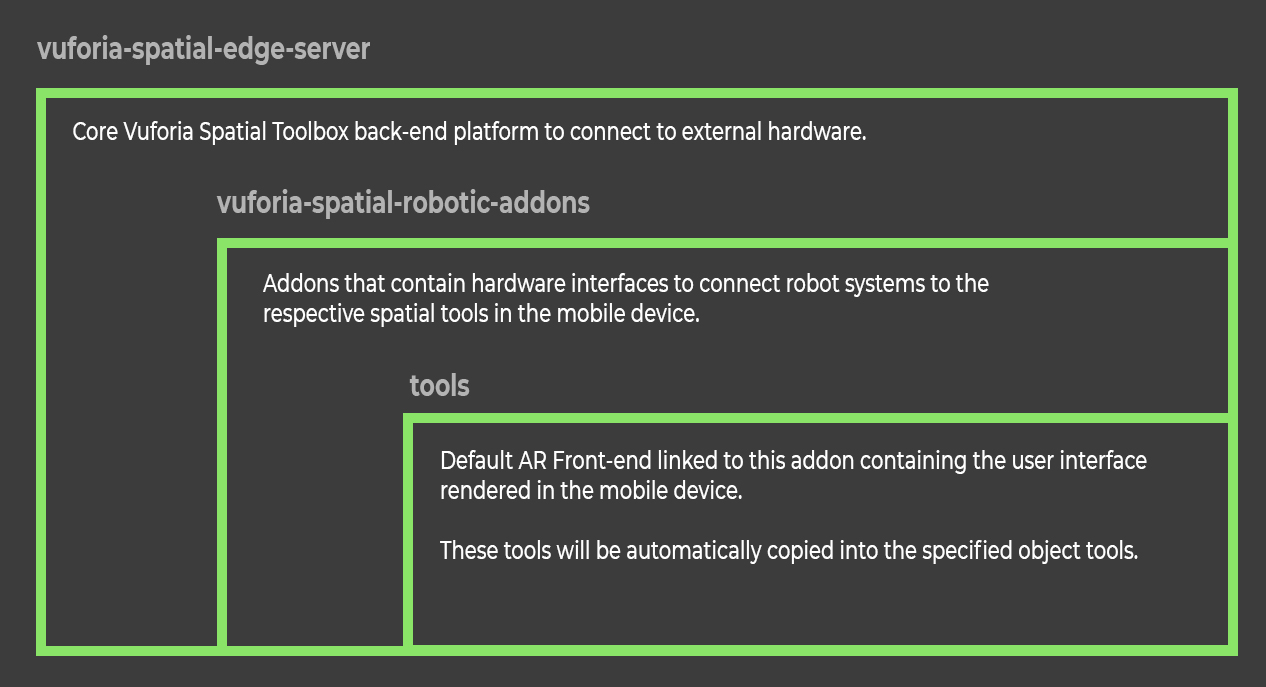 vuforia-spatial-edge-server
Core Vuforia Spatial Toolbox back-end platform to connect to external hardware.
vuforia-spatial-robotic-addons
Addons that contain hardware interfaces to connect robot systems to the
respective spatial tools in the mobile device.
tools
Default AR Front-end linked to this addon containing the user interface
rendered in the mobile device.
These tools will be automatically copied into the specified object tools.